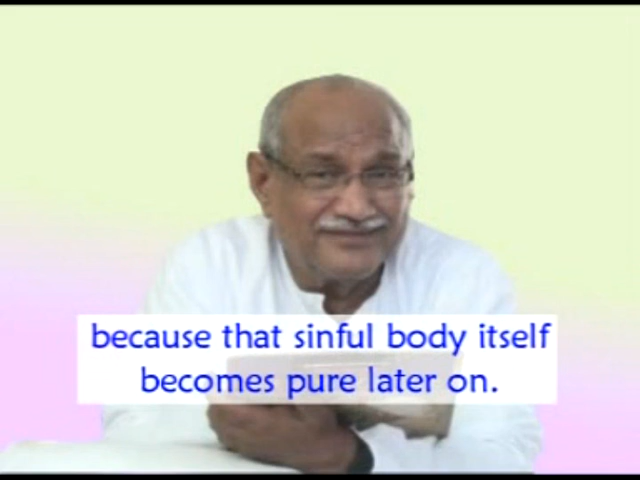 because that sinful body itself
becomes pure later on.